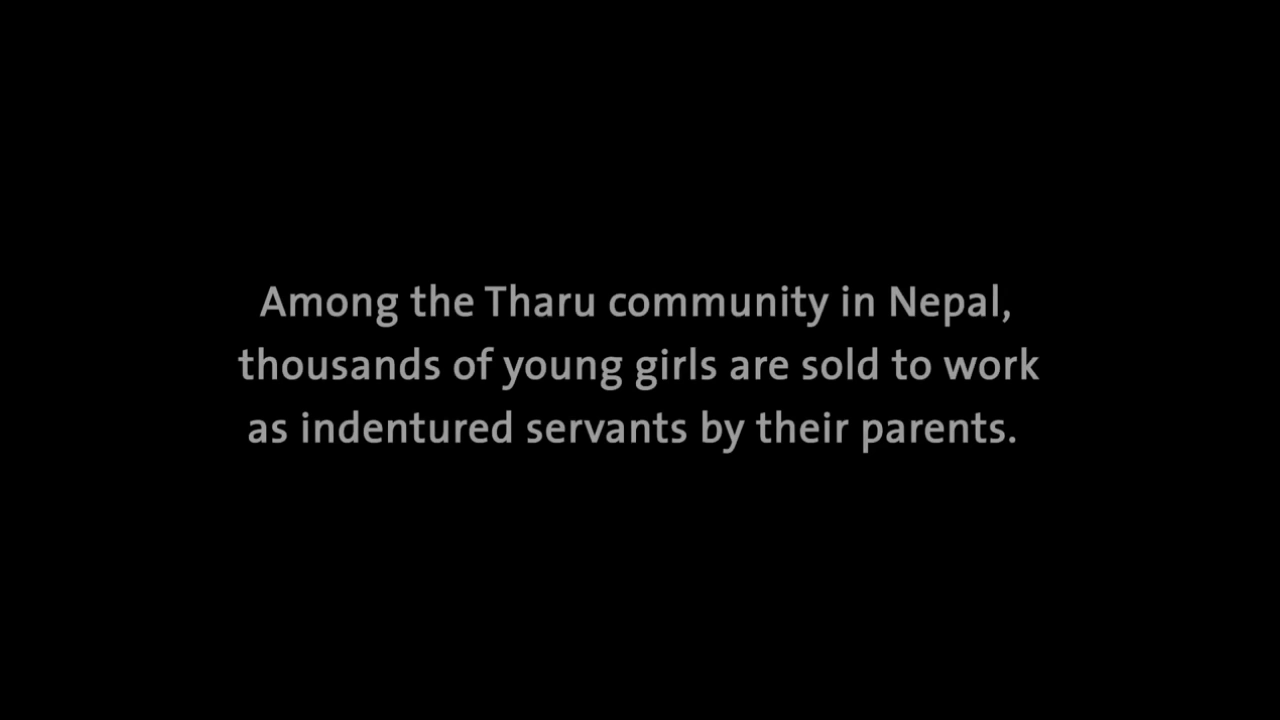 Among the Tharu community in Nepal,
thousands of young girls are sold to work
as indentured servants by their parents.